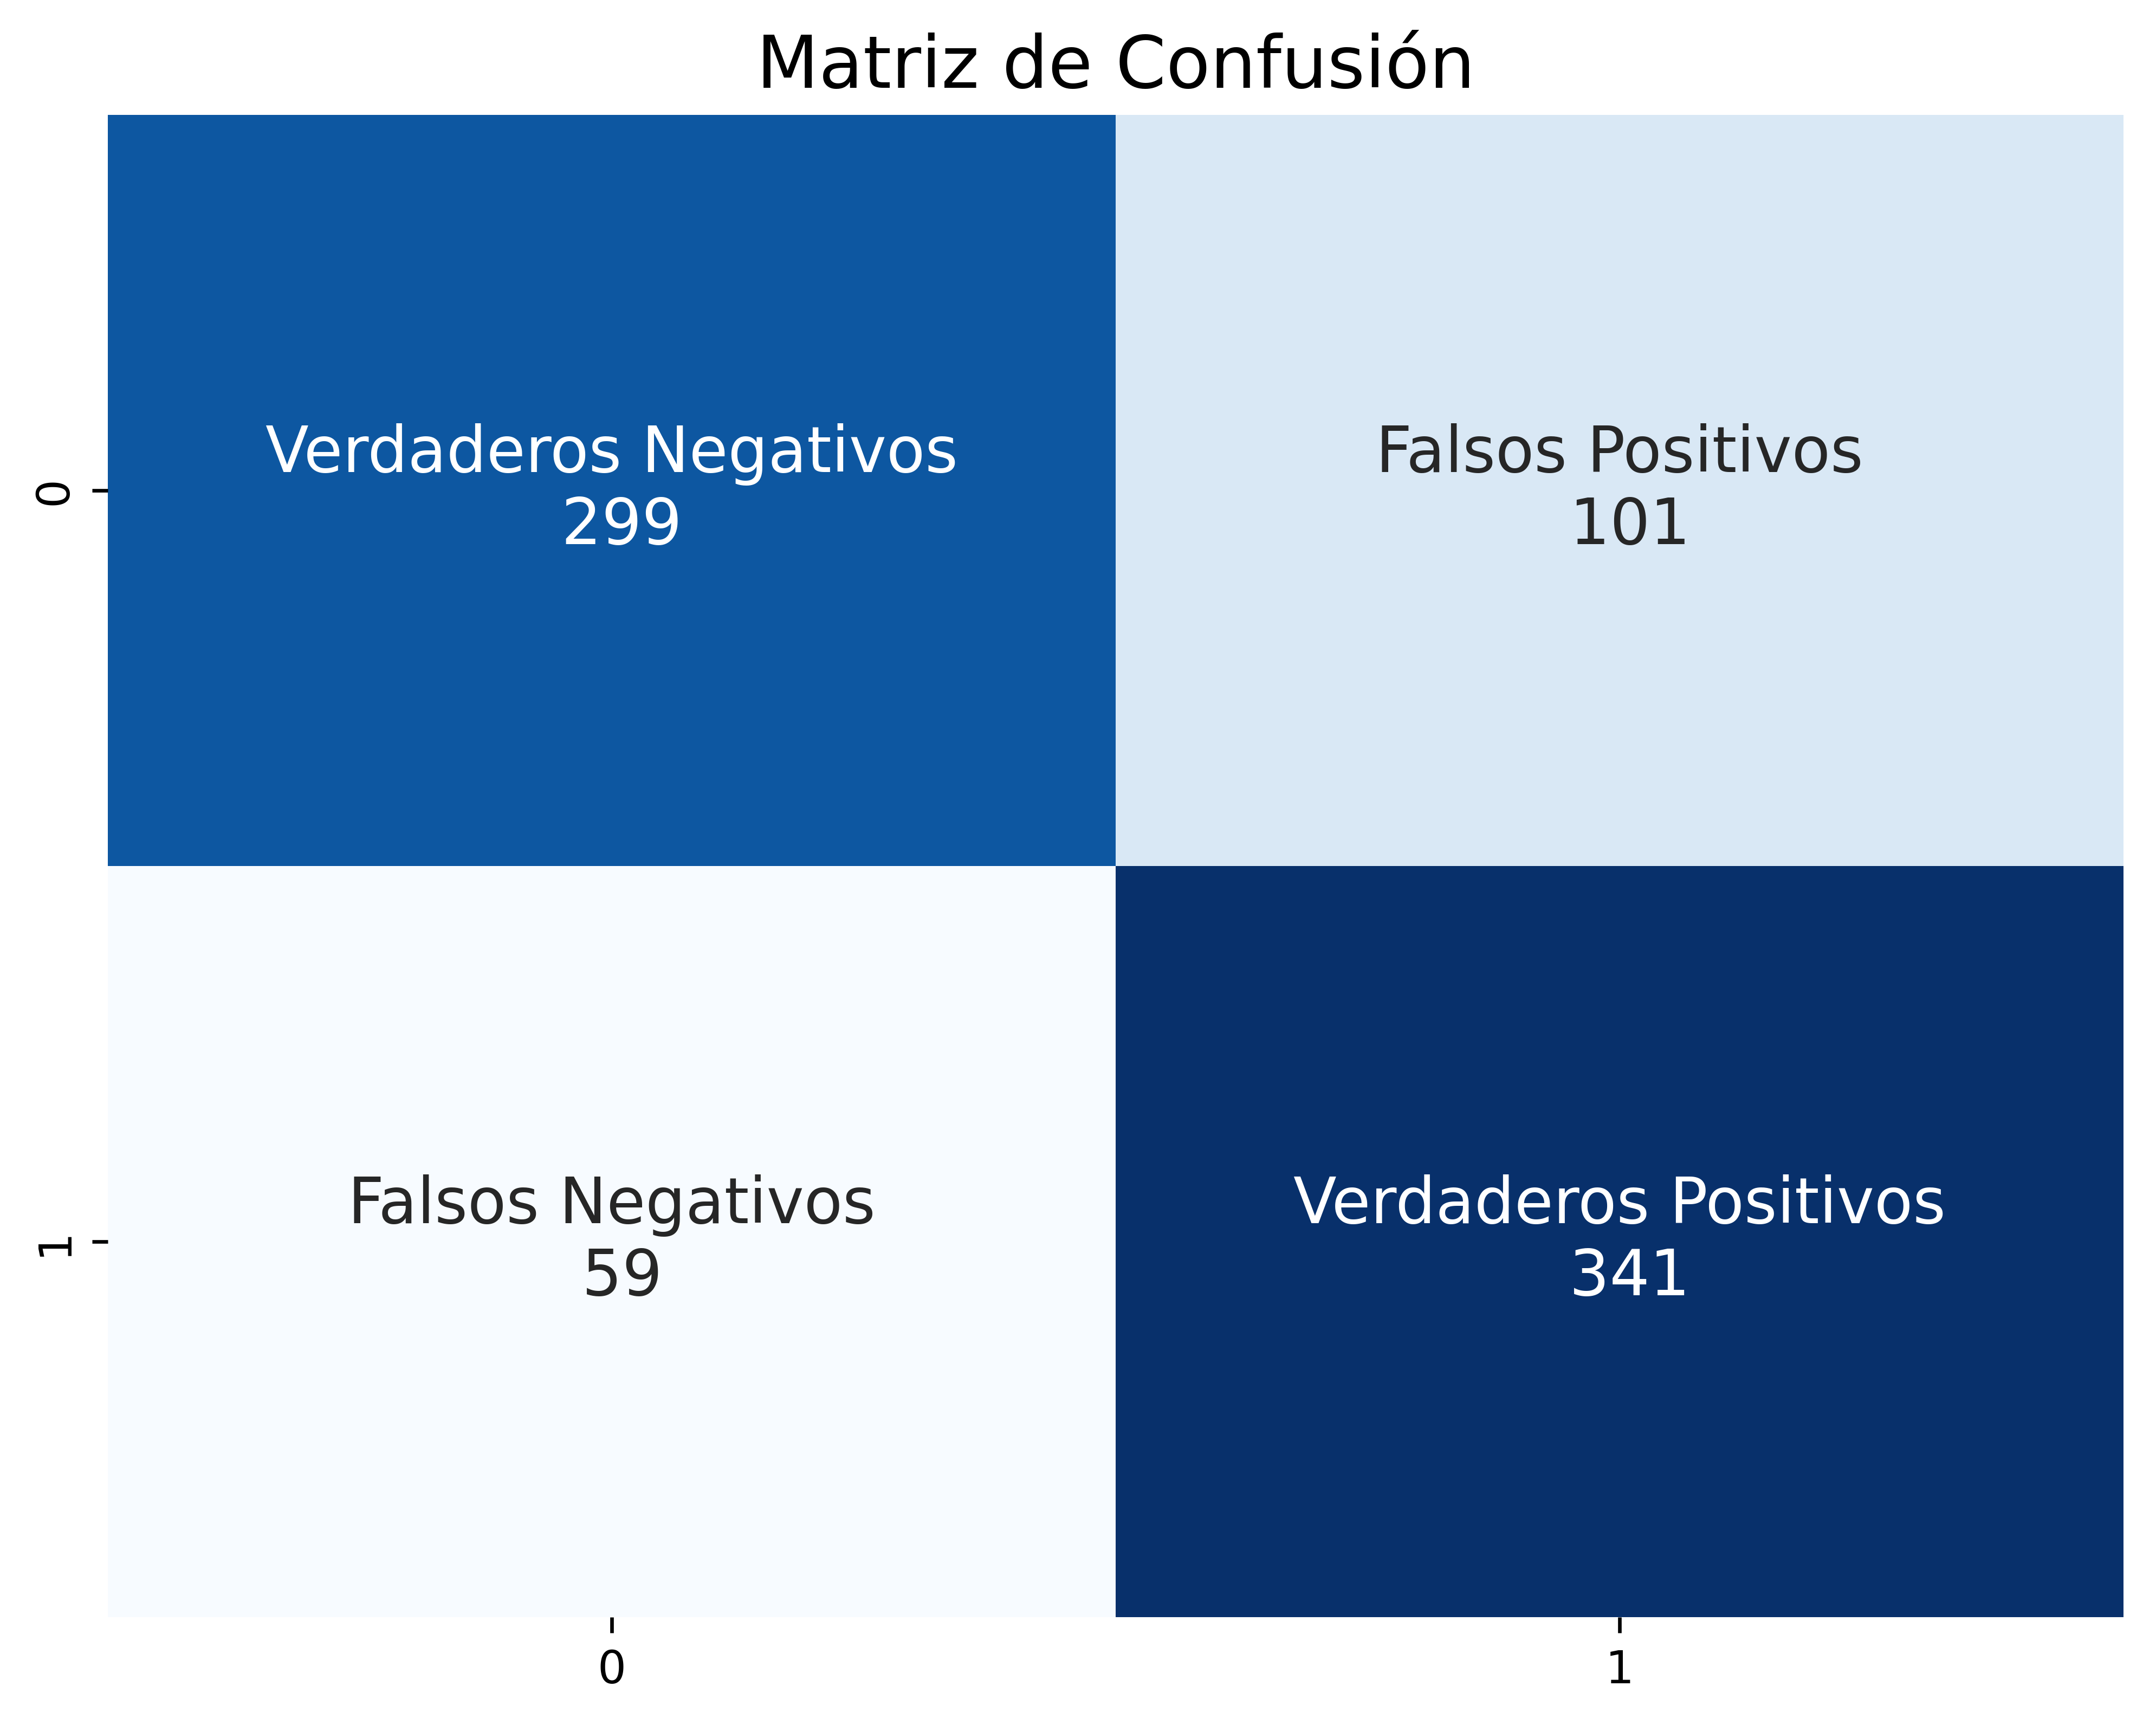 Matriz de Confusión
Verdaderos Negativos
299
Falsos Positivos
101
0
Falsos Negativos
59
Verdaderos Positivos
341
1
0
1